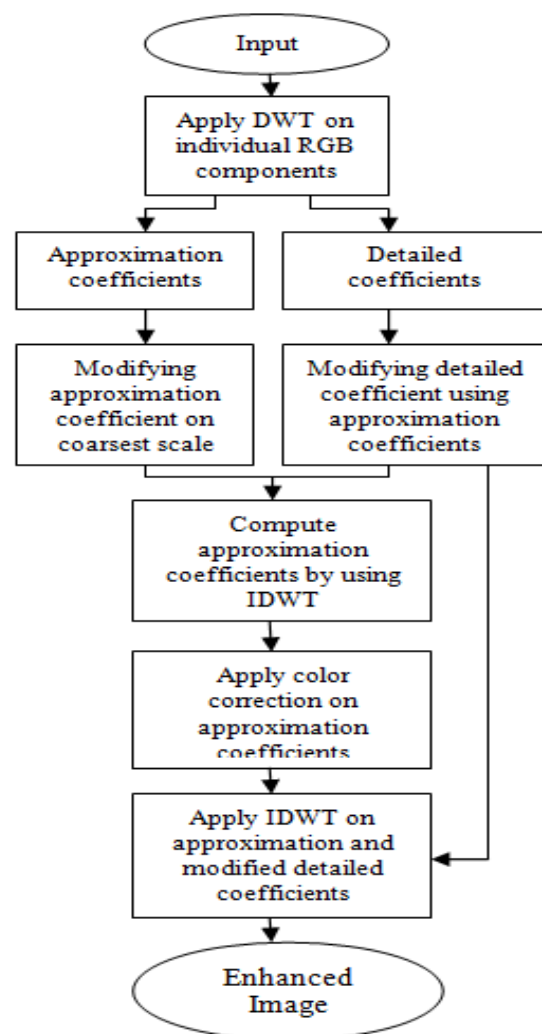 Input
Apply DWT on
individual RGB
components
Approximation
coefficients
Detailed
coefficients
Modifying
approximation
coefficient on
coarsest scale
Modifying detailed
coefficient using
approximation
coefficients
Compute
approximation
coefficients by using
IDWT
Apply color
correction on
approximation
coefficients
Apply IDWT on
approximation and
modified detailed
coefficients
Enhanced
Image